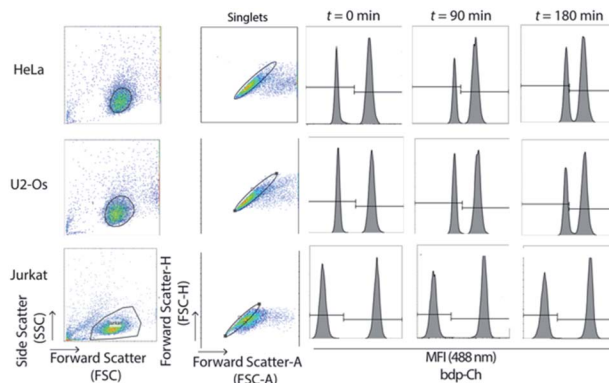 Singlets
t = 0 min
t = 90 min
t = 180 min
HeLa
U2-Os
Jurkat
Side Scatter
(SSC)
Forward Scatter
(FSC)
Forward Scatter-H
(FSC-H)
Forward Scatter-A
(FSC-A)
MFI (488 nm)
bdp-Ch